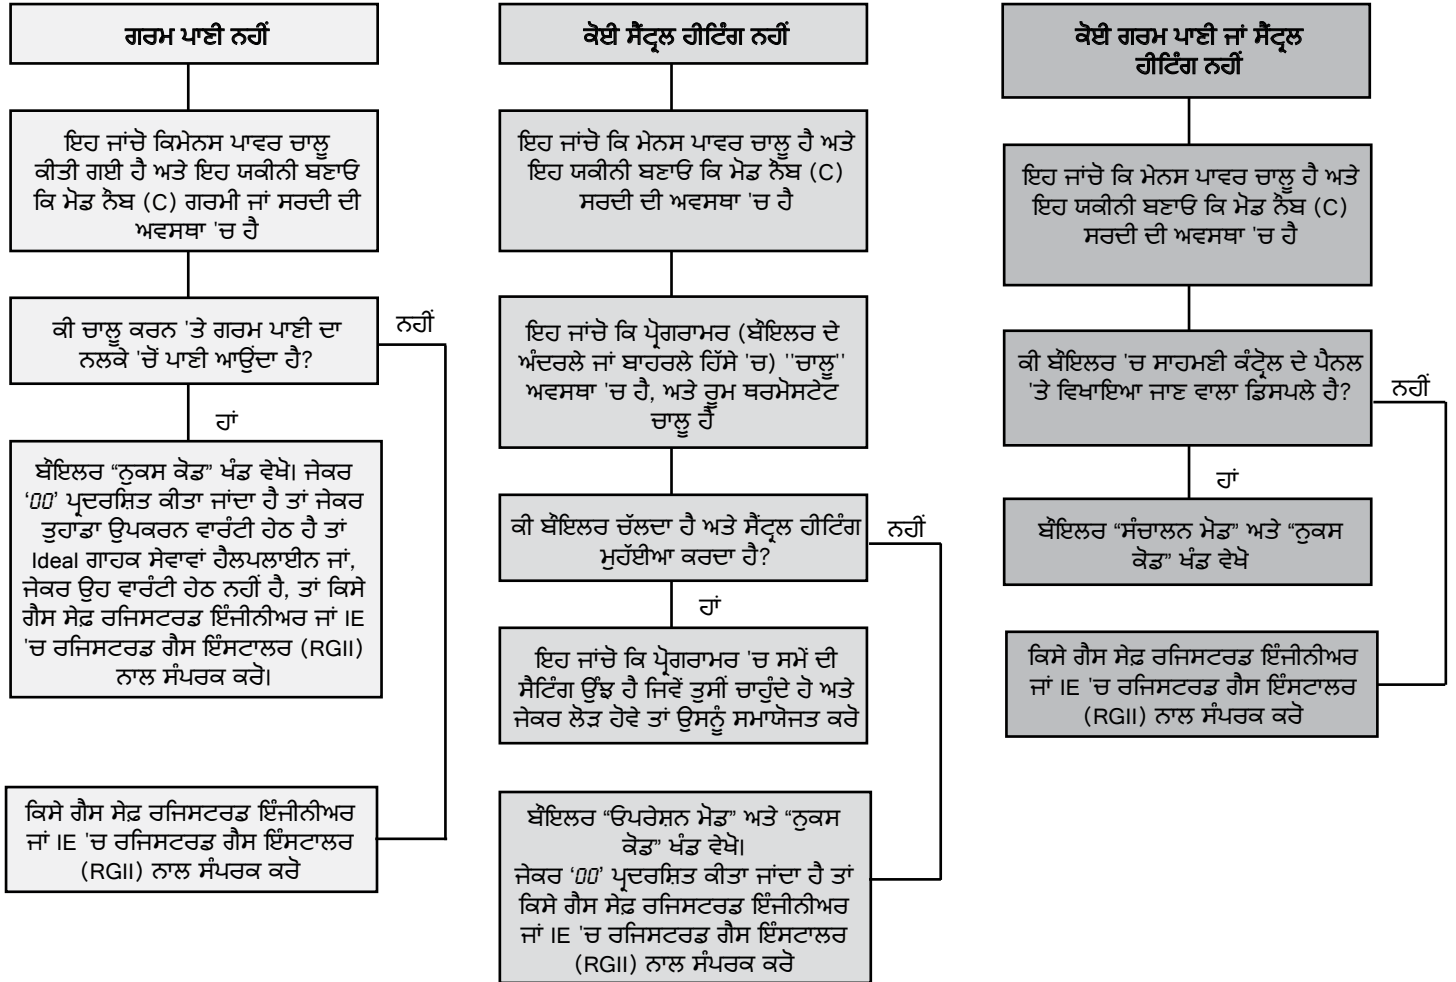 ਗਰਮ ਪਾਣੀ ਨਹੀਂ
ਇਹ ਜਾਂਚੋ ਕਿਮੇਨਸ ਪਾਵਰ ਚਾਲੂ
ਕੀਤੀ ਗਈ ਹੈ ਅਤੇ ਇਹ ਯਕੀਨੀ ਬਣਾਓ
ਕਿ ਮੋਡ ਨੌਬ (C) ਗਰਮੀ ਜਾਂ ਸਰਦੀ ਦੀ
ਅਵਸਥਾ 'ਚ ਹੈ
ਕੀ ਚਾਲੂ ਕਰਨ 'ਤੇ ਗਰਮ ਪਾਣੀ ਦਾ
ਨਲਕੇ 'ਚੋਂ ਪਾਣੀ ਆਉਂਦਾ ਹੈ?
ਨਹੀਂ
ਹਾਂ
ਬੌਇਲਰ “ਨੁਕਸ ਕੋਡ” ਖੰਡ ਵੇਖੋ। ਜੇਕਰ
‘00’ ਪ੍ਰਦਰਸ਼ਿਤ ਕੀਤਾ ਜਾਂਦਾ ਹੈ ਤਾਂ ਜੇਕਰ
ਤੁਹਾਡਾ ਉਪਕਰਨ ਵਾਰੰਟੀ ਹੇਠ ਹੈ ਤਾਂ
Ideal ਗਾਹਕ ਸੇਵਾਵਾਂ ਹੈਲਪਲਾਈਨ ਜਾਂ,
ਜੇਕਰ ਉਹ ਵਾਰੰਟੀ ਹੇਠ ਨਹੀਂ ਹੈ, ਤਾਂ ਕਿਸੇ
ਗੈਸ ਸੇਫ਼ ਰਜਿਸਟਰਡ ਇੰਜੀਨੀਅਰ ਜਾਂ IE
'ਚ ਰਜਿਸਟਰਡ ਗੈਸ ਇੰਸਟਾਲਰ (RGII)
ਨਾਲ ਸੰਪਰਕ ਕਰੋ।
ਕਿਸੇ ਗੈਸ ਸੇਫ਼ ਰਜਿਸਟਰਡ ਇੰਜੀਨੀਅਰ
ਜਾਂ IE 'ਚ ਰਜਿਸਟਰਡ ਗੈਸ ਇੰਸਟਾਲਰ
(RGII) ਨਾਲ ਸੰਪਰਕ ਕਰੋ
ਕੋਈ ਸੈਂਟ੍ਰਲ ਹੀਟਿੰਗ ਨਹੀਂ
ਇਹ ਜਾਂਚੋ ਕਿ ਮੇਨਸ ਪਾਵਰ ਚਾਲੂ ਹੈ ਅਤੇ
ਇਹ ਯਕੀਨੀ ਬਣਾਓ ਕਿ ਮੋਡ ਨੌਬ (C)
ਸਰਦੀ ਦੀ ਅਵਸਥਾ 'ਚ ਹੈ
ਇਹ ਜਾਂਚੋ ਕਿ ਪ੍ਰੋਗਰਾਮਰ (ਬੌਇਲਰ ਦੇ
ਅੰਦਰਲੇ ਜਾਂ ਬਾਹਰਲੇ ਹਿੱਸੇ 'ਚ) ''ਚਾਲੂ''
ਅਵਸਥਾ 'ਚ ਹੈ, ਅਤੇ ਰੂਮ ਥਰਮੋਸਟੇਟ
ਚਾਲੂ ਹੈ
ਕੀ ਬੌਇਲਰ ਚੱਲਦਾ ਹੈ ਅਤੇ ਸੈਂਟ੍ਰਲ ਹੀਟਿੰਗ
ਮੁਹੱਈਆ ਕਰਦਾ ਹੈ?
ਨਹੀਂ
ਹਾਂ
ਇਹ ਜਾਂਚੋ ਕਿ ਪ੍ਰੋਗਰਾਮਰ 'ਚ ਸਮੇਂ ਦੀ
ਸੈਟਿੰਗ ਉੰਝ ਹੈ ਜਿਵੇਂ ਤੁਸੀਂ ਚਾਹੁੰਦੇ ਹੋ ਅਤੇ
ਜੇਕਰ ਲੋੜ ਹੋਵੇ ਤਾਂ ਉਸਨੂੰ ਸਮਾਯੋਜਤ ਕਰੋ
ਬੌਇਲਰ “ਓਪਰੇਸ਼ਨ ਮੋਡ” ਅਤੇ “ਨੁਕਸ
ਕੋਡ” ਖੰਡ ਵੇਖੋ।
ਜੇਕਰ ‘00’ ਪ੍ਰਦਰਸ਼ਿਤ ਕੀਤਾ ਜਾਂਦਾ ਹੈ ਤਾਂ
ਕਿਸੇ ਗੈਸ ਸੇਫ਼ ਰਜਿਸਟਰਡ ਇੰਜੀਨੀਅਰ
ਜਾਂ IE 'ਚ ਰਜਿਸਟਰਡ ਗੈਸ ਇੰਸਟਾਲਰ
(RGII) ਨਾਲ ਸੰਪਰਕ ਕਰੋ
ਕੋਈ ਗਰਮ ਪਾਣੀ ਜਾਂ ਸੈਂਟ੍ਰਲ
ਹੀਟਿੰਗ ਨਹੀਂ
ਇਹ ਜਾਂਚੋ ਕਿ ਮੇਨਸ ਪਾਵਰ ਚਾਲੂ ਹੈ ਅਤੇ
ਇਹ ਯਕੀਨੀ ਬਣਾਓ ਕਿ ਮੋਡ ਨੌਬ (C)
ਸਰਦੀ ਦੀ ਅਵਸਥਾ 'ਚ ਹੈ
ਕੀ ਬੌਇਲਰ 'ਚ ਸਾਹਮਣੀ ਕੰਟ੍ਰੋਲ ਦੇ ਪੈਨਲ
'ਤੇ ਵਿਖਾਇਆ ਜਾਣ ਵਾਲਾ ਡਿਸਪਲੇ ਹੈ?
ਨਹੀਂ
ਹਾਂ
ਬੌਇਲਰ “ਸੰਚਾਲਨ ਮੋਡ” ਅਤੇ “ਨੁਕਸ
ਕੋਡ” ਖੰਡ ਵੇਖੋ
ਕਿਸੇ ਗੈਸ ਸੇਫ਼ ਰਜਿਸਟਰਡ ਇੰਜੀਨੀਅਰ
ਜਾਂ IE 'ਚ ਰਜਿਸਟਰਡ ਗੈਸ ਇੰਸਟਾਲਰ
(RGII) ਨਾਲ ਸੰਪਰਕ ਕਰੋ